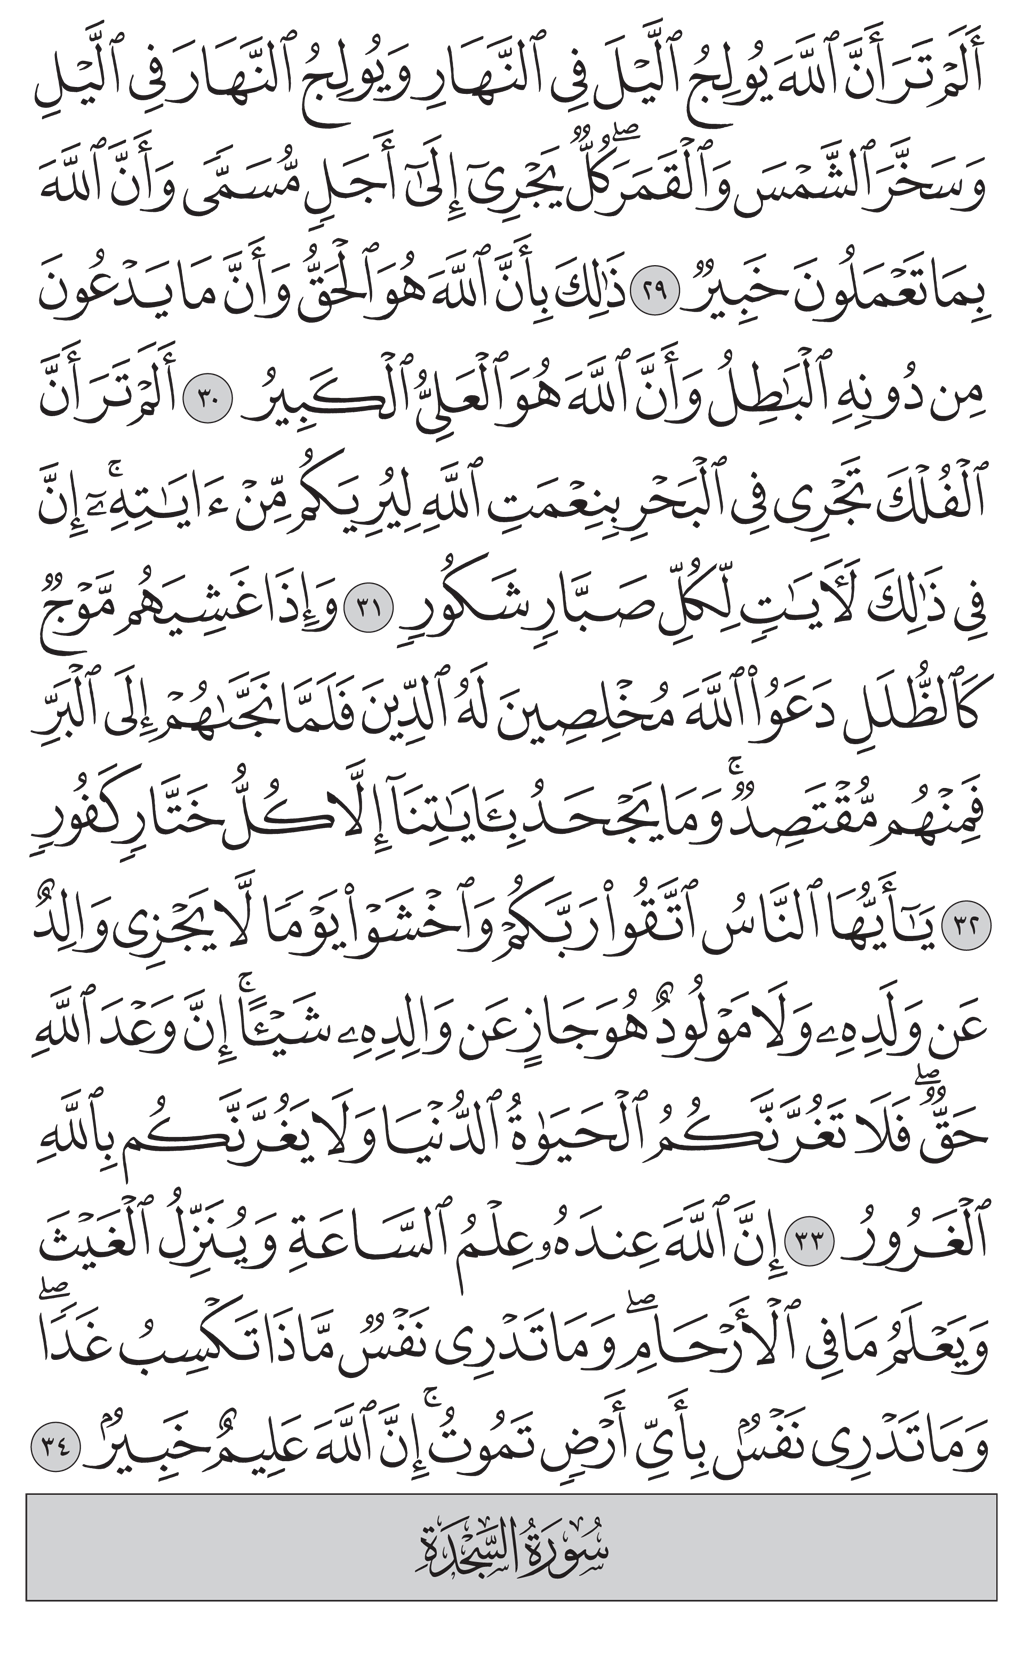 أَلَمْ تَرَ أَنَّ ٱللَّهَ يُولِجُ ٱلَّيْلَ فِى ٱلنَّهَارِ وَيُولِجُ ٱلنَّهَارَ فِى ٱلَّيْلِ
وَسَخَّرَ ٱلشَّمْسَ وَٱلْقَمَرَۖ كُلٌّ يَجْرِىٓ إِلَىٰٓ أَجَلٍ مُّسَمًّى وَأَنَّ ٱللَّهَ
بِمَا تَعْمَلُونَ خَبِيرٌ ٢٩ ذَٰلِكَ بِأَنَّ ٱللَّهَ هُوَ ٱلْحَقُّ وَأَنَّ مَا يَدْعُونَ
مِن دُونِهِ ٱلْبَٰطِلُ وَأَنَّ ٱللَّهَ هُوَ ٱلْعَلِىُّ ٱلْكَبِيرُ ٣٠ أَلَمْ تَرَ أَنَّ
ٱلْفُلْكَ تَجْرِى فِى ٱلْبَحْرِ بِنِعْمَتِ ٱللَّهِ لِيُرِيَكُم مِّنْ ءَايَٰتِهِۦٓۚ إِنَّ
فِى ذَٰلِكَ لَءَايَٰتٍ لِّكُلِّ صَبَّارٍ شَكُورٍ ٣١ وَإِذَا غَشِيَهُم مَّوْجٌ
كَٱلظُّلَلِ دَعَوُا۟ ٱللَّهَ مُخْلِصِينَ لَهُ ٱلدِّينَ فَلَمَّا نَجَّىٰهُمْ إِلَى ٱلْبَرِّ
فَمِنْهُم مُّقْتَصِدٌۚ وَمَا يَجْحَدُ بِـَٔايَٰتِنَآ إِلَّا كُلُّ خَتَّارٍ كَفُورٍ
٣٢ يَٰٓأَيُّهَا ٱلنَّاسُ ٱتَّقُوا۟ رَبَّكُمْ وَٱخْشَوْا۟ يَوْمًا لَّا يَجْزِى وَالِدٌ
عَن وَلَدِهِۦ وَلَا مَوْلُودٌ هُوَ جَازٍ عَن وَالِدِهِۦ شَيْـًٔاۚ إِنَّ وَعْدَ ٱللَّهِ
حَقٌّۖ فَلَا تَغُرَّنَّكُمُ ٱلْحَيَوٰةُ ٱلدُّنْيَا وَلَا يَغُرَّنَّكُم بِٱللَّهِ
ٱلْغَرُورُ ٣٣ إِنَّ ٱللَّهَ عِندَهُۥ عِلْمُ ٱلسَّاعَةِ وَيُنَزِّلُ ٱلْغَيْثَ
وَيَعْلَمُ مَا فِى ٱلْأَرْحَامِۖ وَمَا تَدْرِى نَفْسٌ مَّاذَا تَكْسِبُ غَدًاۖ
وَمَا تَدْرِى نَفْسٌۢ بِأَىِّ أَرْضٍ تَمُوتُۚ إِنَّ ٱللَّهَ عَلِيمٌ خَبِيرٌۢ ٣٤
سُورَةُ السَّجْدَةِ